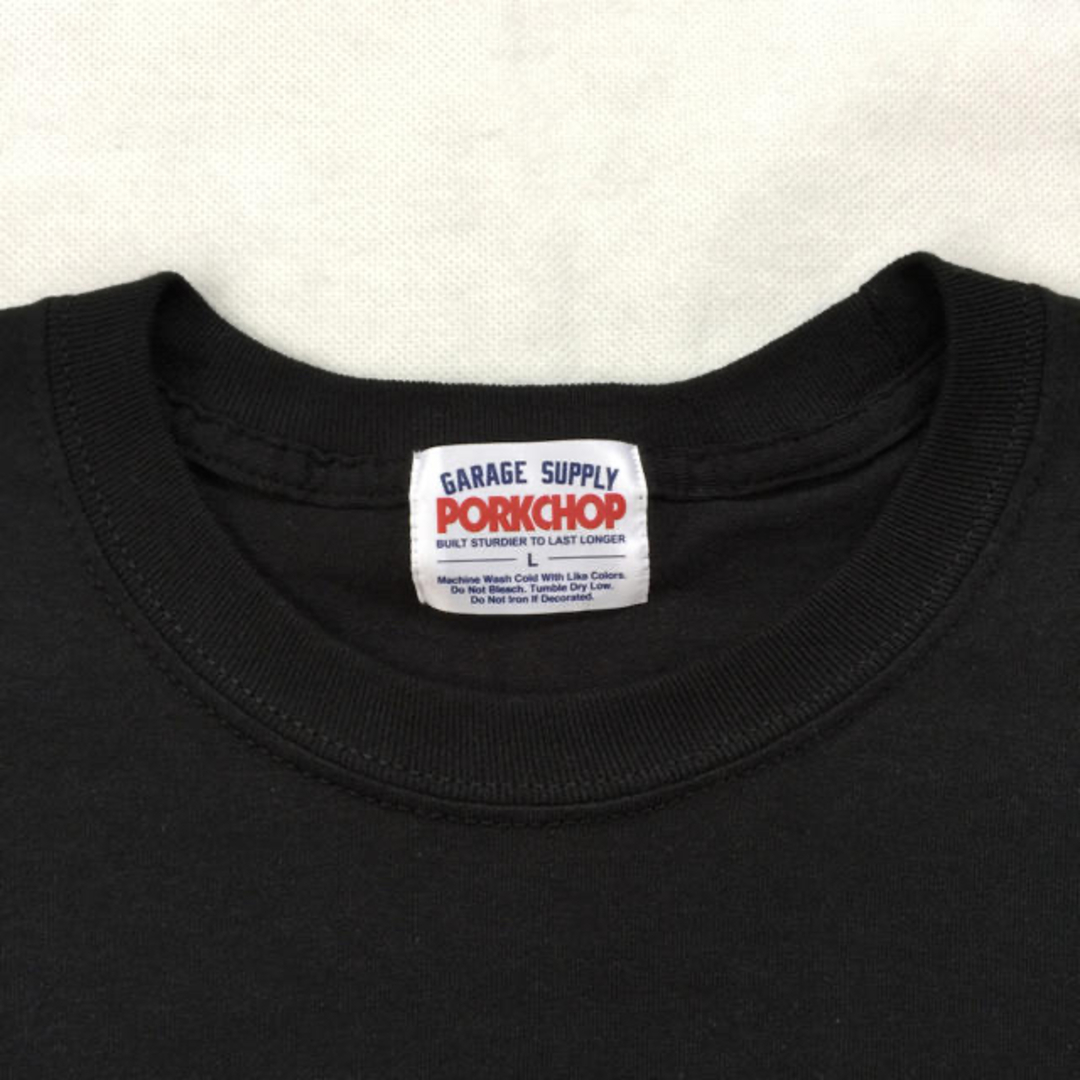 GARAGE SUPPLY
PORKCHOP
BUILT STURDIER TO LAST LONGER
L
Machine Wash Cold With Like Colors.
Do Not Bleach. Tumble Dry Low.
Do Not Iron If Decorated.